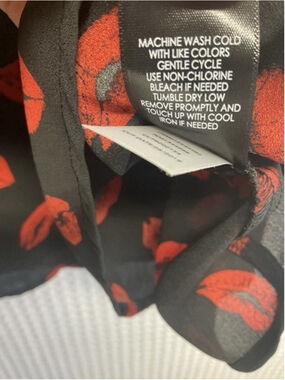 MACHINE WASH COLD
WITH LIKE COLORS
GENTLE CYCLE
USE NON-CHLORINE
BLEACH IF NEEDED
TUMBLE DRY LOW
REMOVE PROMPTLY AND
TOUCH UP WITH COOL
IRON IF NEEDED